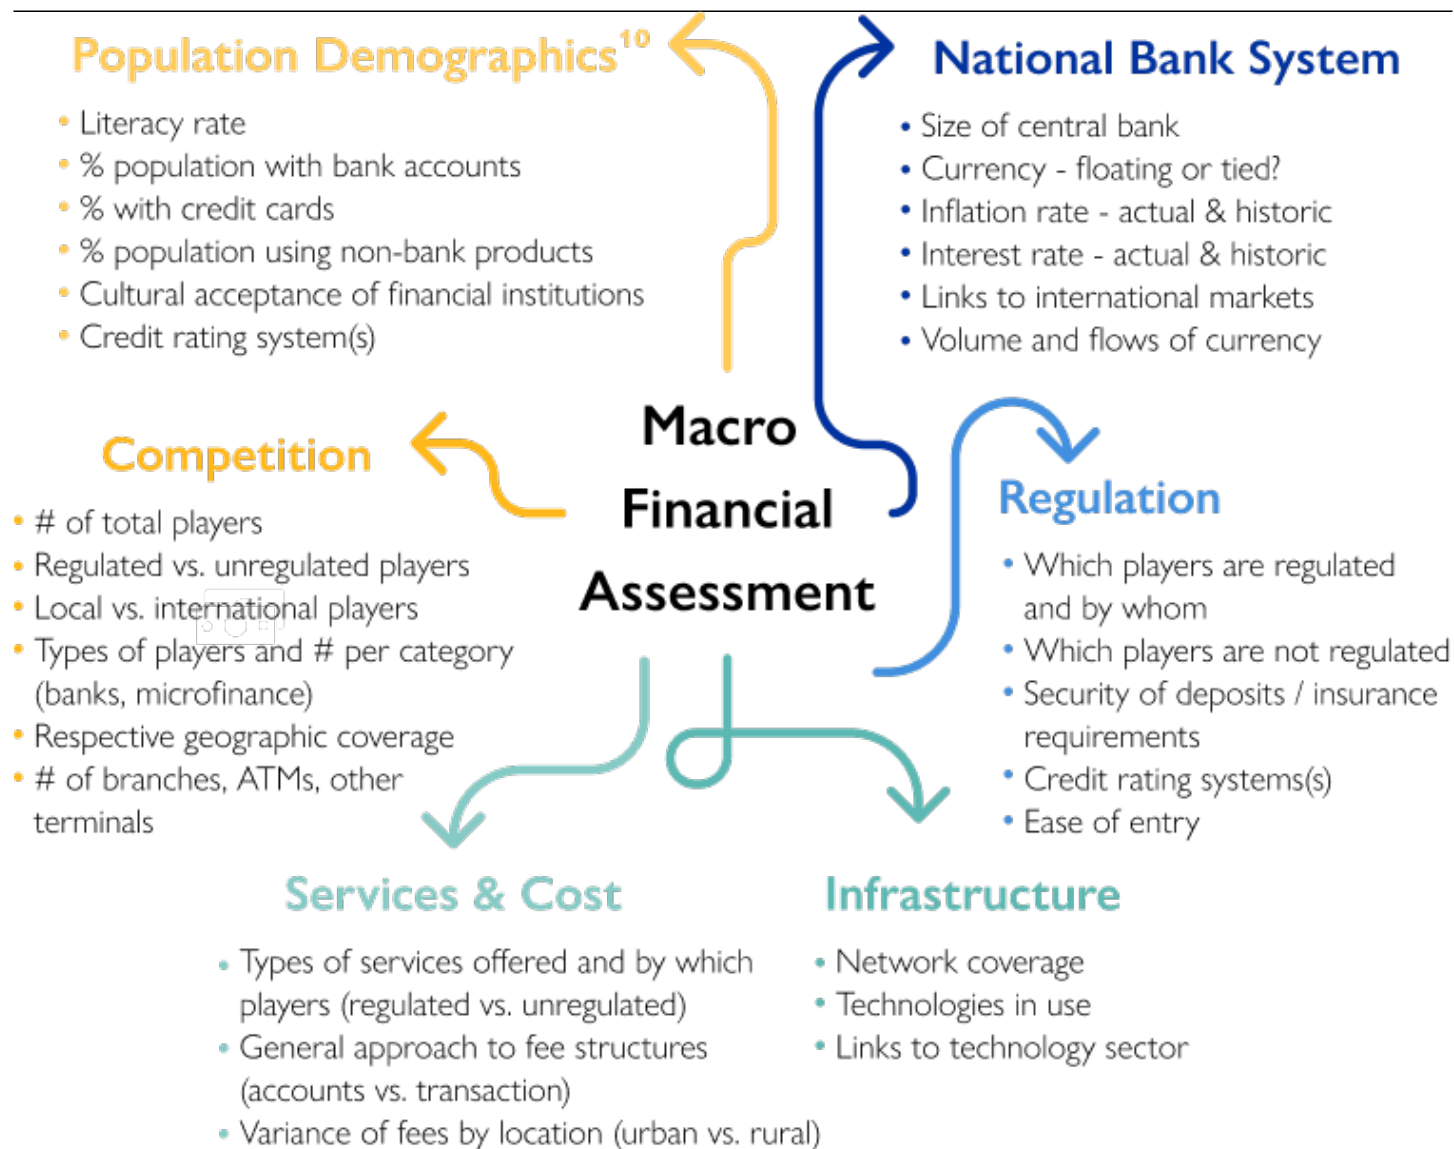 Population Demographics¹⁰
• Literacy rate
• % population with bank accounts
• % with credit cards
• % population using non-bank products
• Cultural acceptance of financial institutions
• Credit rating system(s)
National Bank System
• Size of central bank
• Currency - floating or tied?
• Inflation rate - actual & historic
• Interest rate - actual & historic
• Links to international markets
• Volume and flows of currency
Macro
Financial
Assessment
Competition
• # of total players
• Regulated vs. unregulated players
• Local vs. international players
• Types of players and # per category
(banks, microfinance)
• Respective geographic coverage
• # of branches, ATMs, other
terminals
Regulation
• Which players are regulated
and by whom
• Which players are not regulated
• Security of deposits / insurance
requirements
• Credit rating systems(s)
• Ease of entry
Services & Cost
• Types of services offered and by which
players (regulated vs. unregulated)
• General approach to fee structures
(accounts vs. transaction)
• Variance of fees by location (urban vs. rural)
Infrastructure
• Network coverage
• Technologies in use
• Links to technology sector